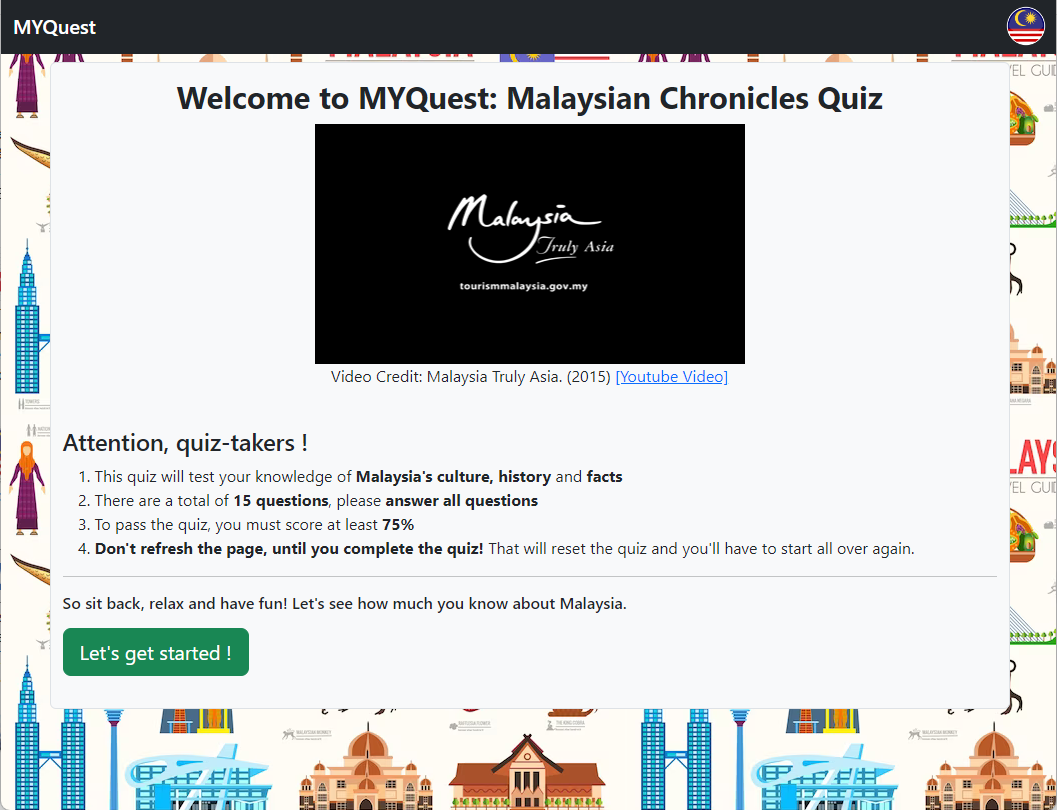 MYQuest
Welcome to MYQuest: Malaysian Chronicles Quiz
Malaysia
Truly Asia
tourismmalaysia.gov.my
Video Credit: Malaysia Truly Asia. (2015) [Youtube Video]
Attention, quiz-takers !
1. This quiz will test your knowledge of Malaysia's culture, history and facts
2. There are a total of 15 questions, please answer all questions
3. To pass the quiz, you must score at least 75%
4. Don't refresh the page, until you complete the quiz! That will reset the quiz and you'll have to start all over again.
So sit back, relax and have fun! Let's see how much you know about Malaysia.
Let's get started !